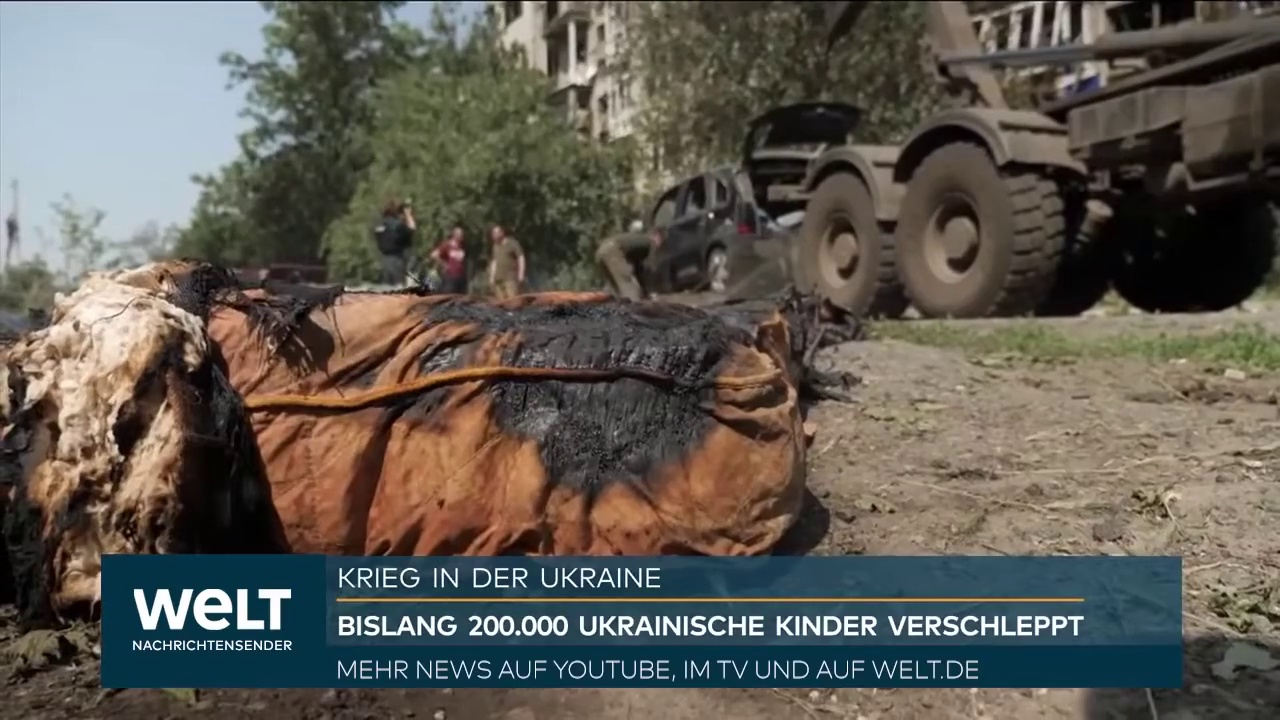 KRIEG IN DER UKRAINE
BISLANG 200.000 UKRAINISCHE KINDER VERSCHLEPPT
MEHR NEWS AUF YOUTUBE, IM TV UND AUF WELT.DE
WELT
NACHRICHTENSENDER